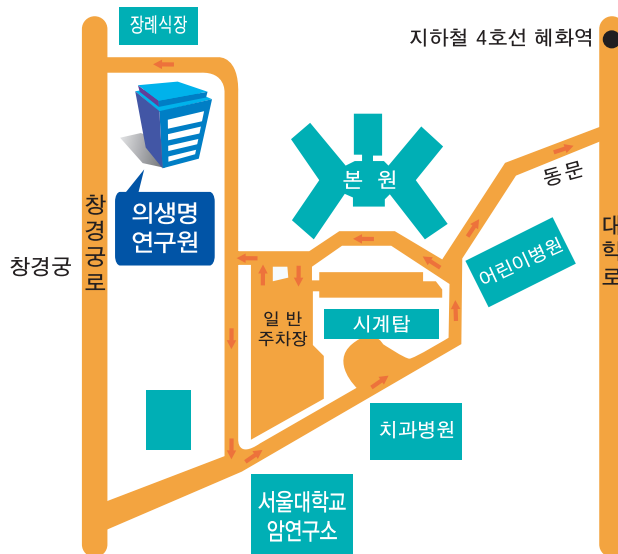 장례식장
지하철 4호선 혜화역
본 원
동문
의생명
연구원
창경궁로
창경궁
대학로
어린이병원
일 반
주차장
시계탑
치과병원
서울대학교
암연구소